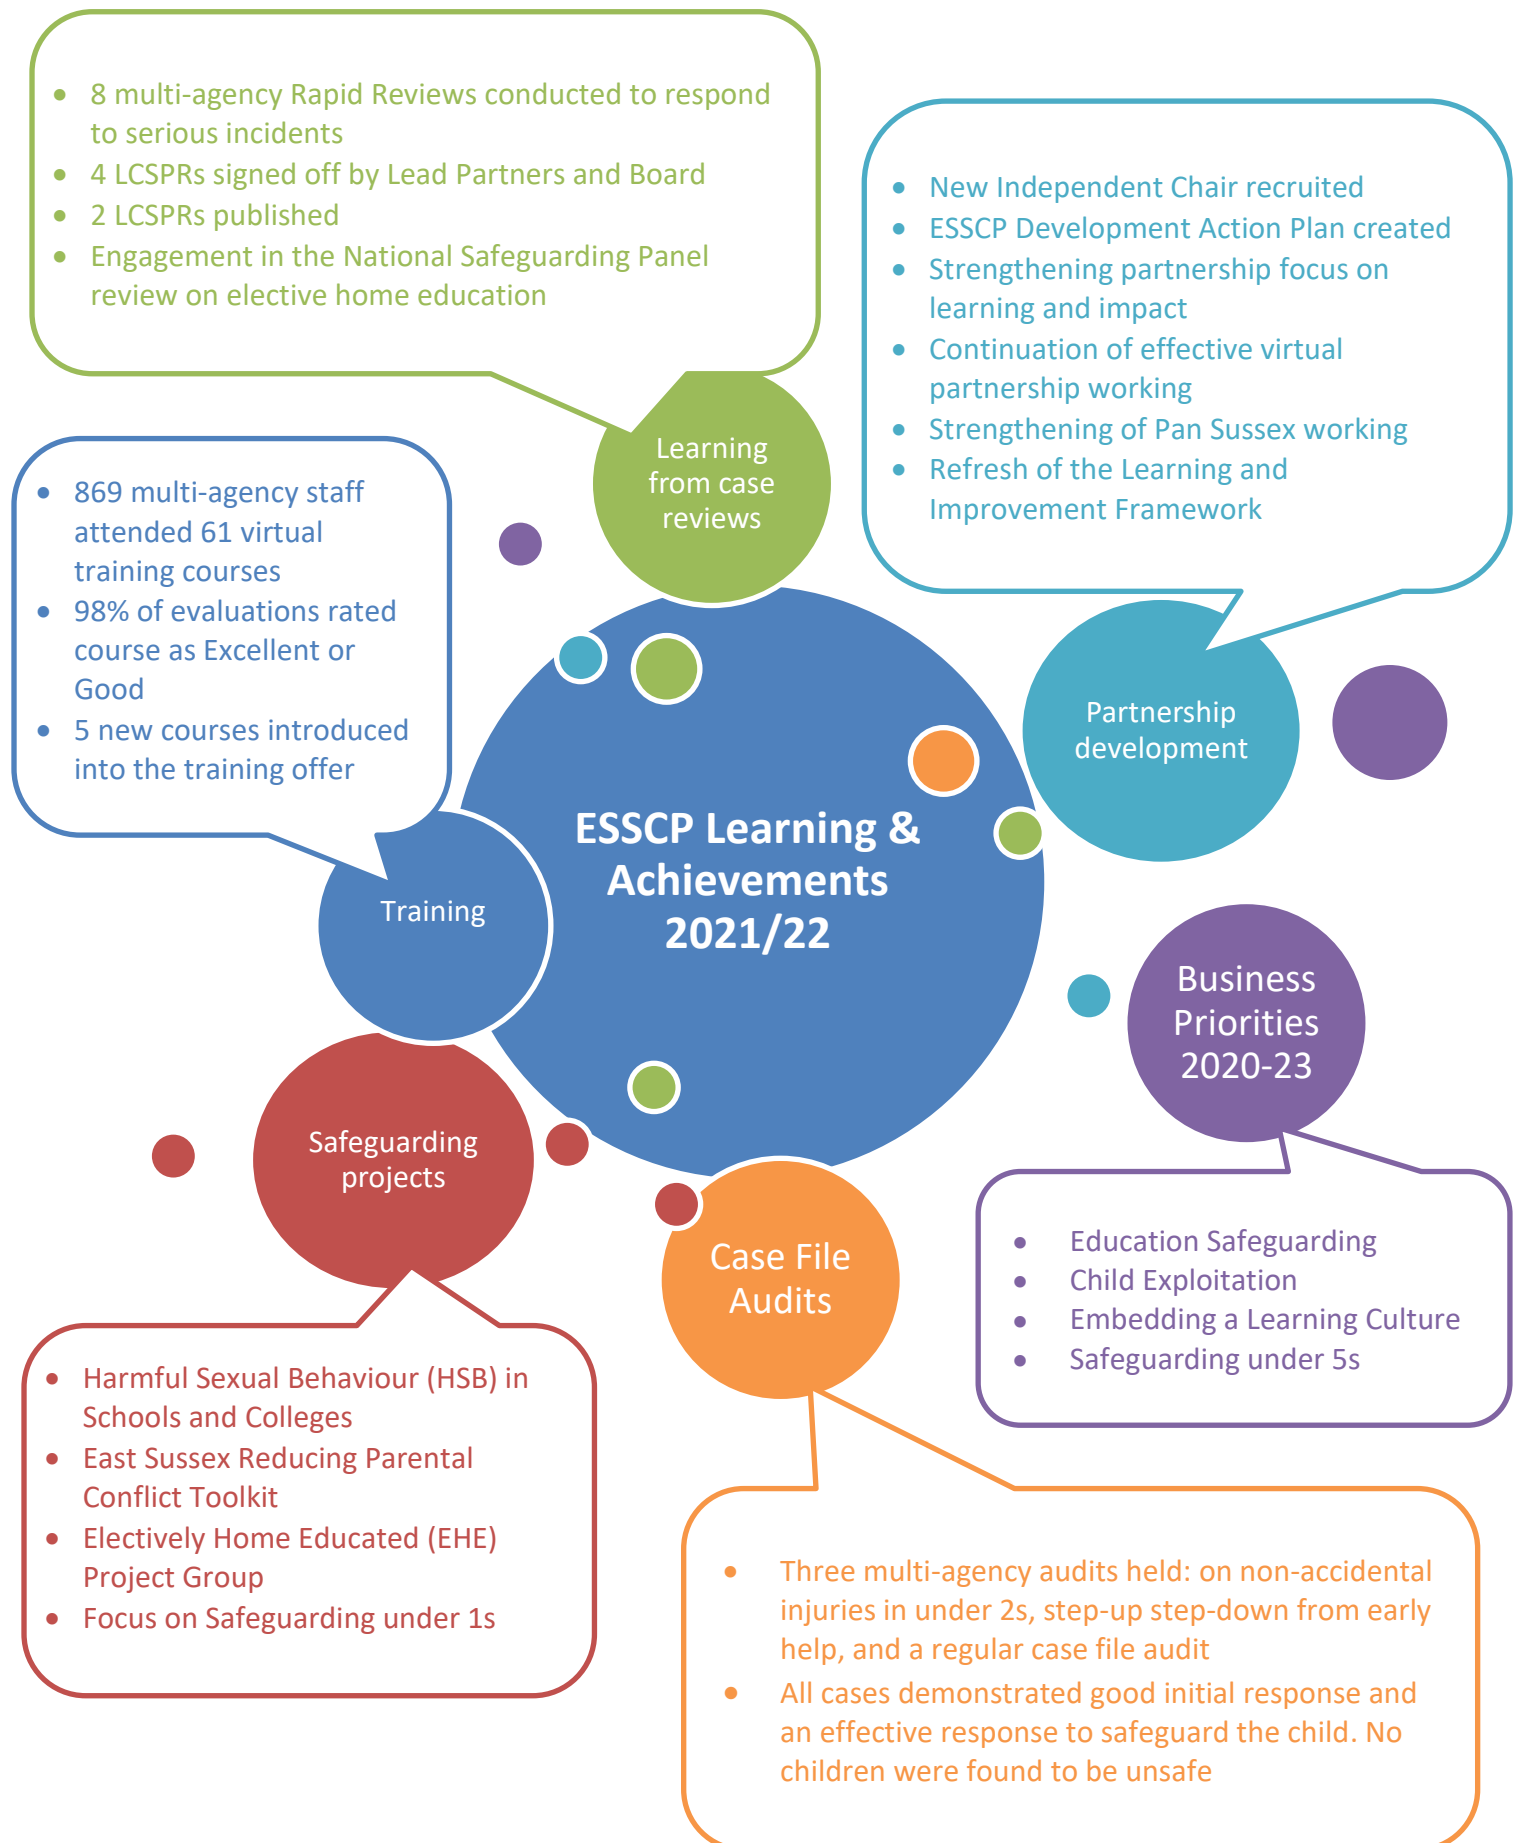 • 8 multi-agency Rapid Reviews conducted to respond
to serious incidents
• 4 LCSPRs signed off by Lead Partners and Board
• 2 LCSPRs published
• Engagement in the National Safeguarding Panel
review on elective home education
• New Independent Chair recruited
• ESSCP Development Action Plan created
• Strengthening partnership focus on
learning and impact
• Continuation of effective virtual
partnership working
• Strengthening of Pan Sussex working
• Refresh of the Learning and
Improvement Framework
Learning
from case
reviews
• 869 multi-agency staff
attended 61 virtual
training courses
• 98% of evaluations rated
course as Excellent or
Good
• 5 new courses introduced
into the training offer
Partnership
development
ESSCP Learning &
Achievements
2021/22
Training
Business
Priorities
2020-23
Safeguarding
projects
Case File
Audits
• Education Safeguarding
• Child Exploitation
• Embedding a Learning Culture
• Safeguarding under 5s
• Harmful Sexual Behaviour (HSB) in
Schools and Colleges
• East Sussex Reducing Parental
Conflict Toolkit
• Electively Home Educated (EHE)
Project Group
• Focus on Safeguarding under 1s
• Three multi-agency audits held: on non-accidental
injuries in under 2s, step-up step-down from early
help, and a regular case file audit
• All cases demonstrated good initial response and
an effective response to safeguard the child. No
children were found to be unsafe